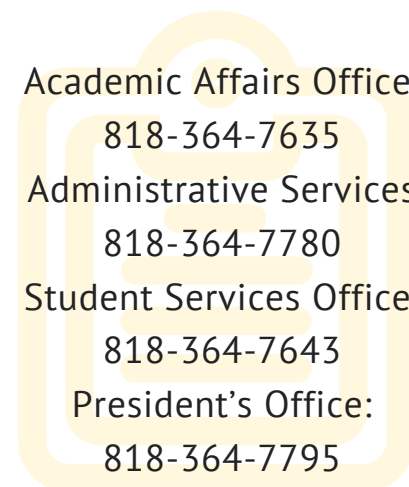 Academic Affairs Office
818-364-7635
Administrative Services
818-364-7780
Student Services Office
818-364-7643
President’s Office:
818-364-7795